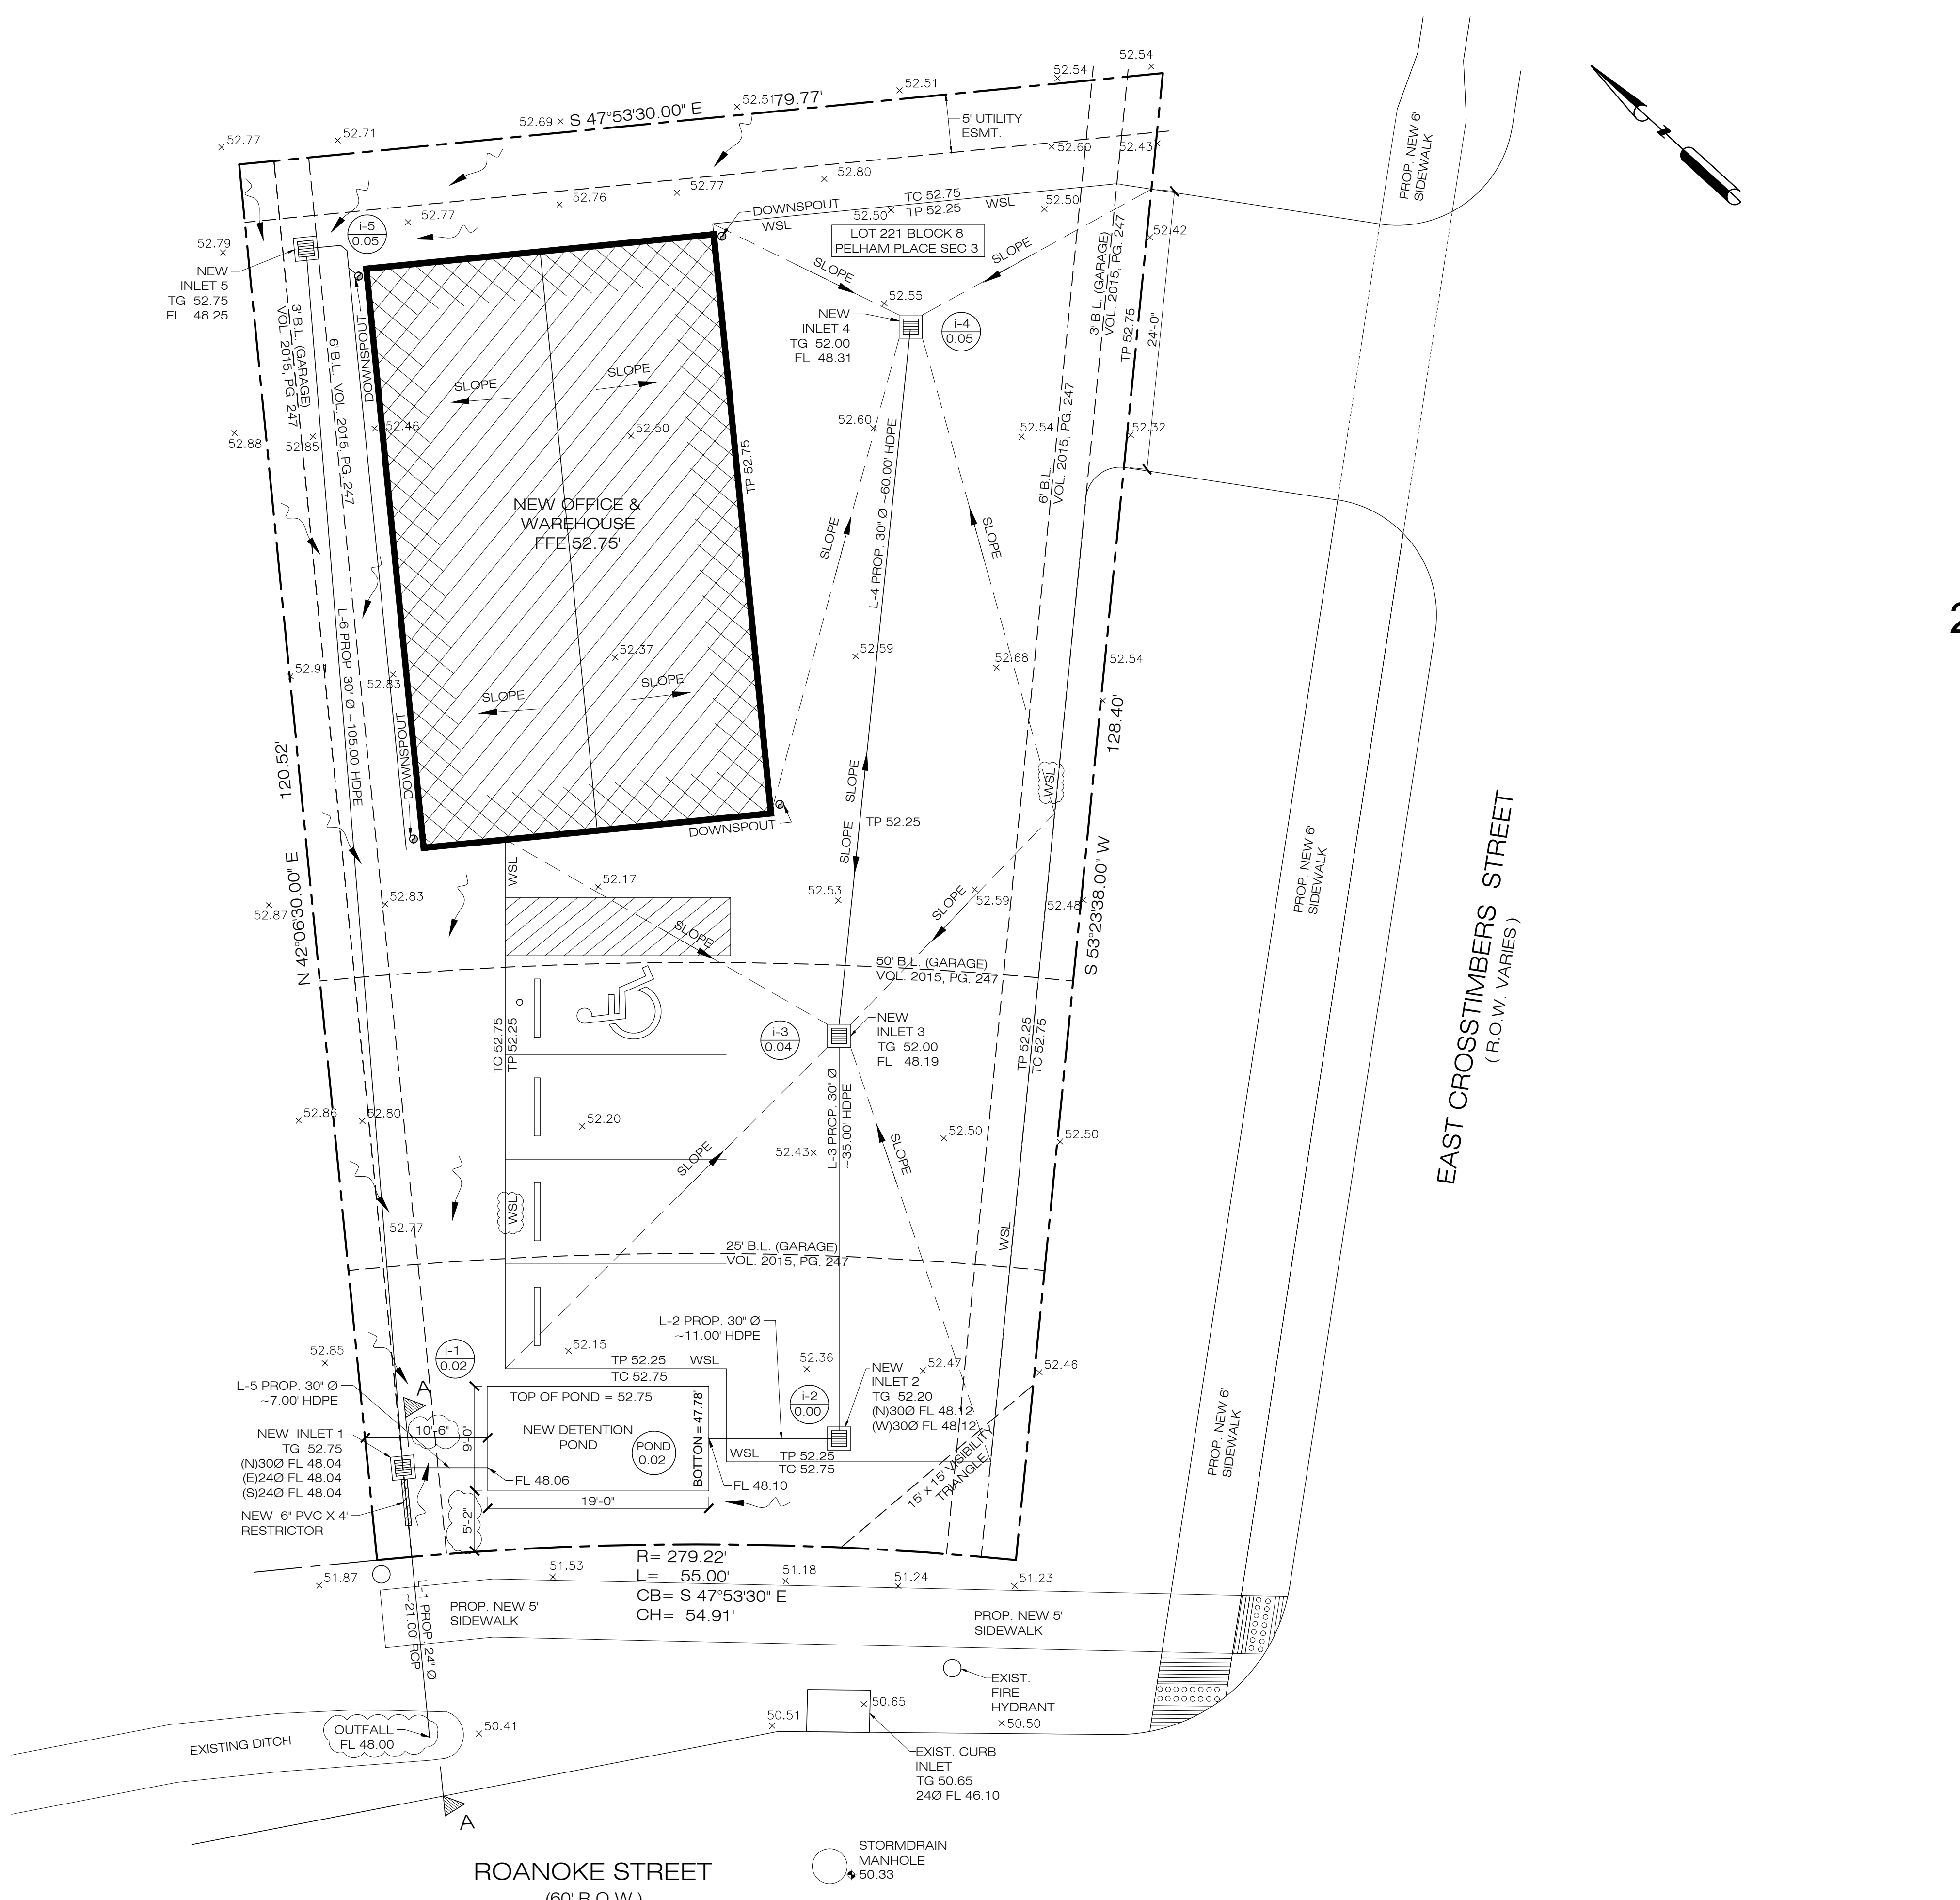 52.54
52.54
52.51
52.51
79.77'
S 47°53'30.00" E
52.69
52.71
52.77
5' UTILITY
ESMT.
52.60
52.43
52.80
52.77
52.76
52.77
i-5
0.05
DOWNSPOUT
WSL
TC 52.75
TP 52.25
WSL
52.50
52.50
LOT 221 BLOCK 8
PELHAM PLACE SEC 3
52.42
52.79
NEW
INLET 5
TG 52.75
FL 48.25
SLOPE
SLOPE
52.55
NEW
INLET 4
TG 52.00
FL 48.31
i-4
0.05
3' B.L. (GARAGE)
VOL. 2015, PG. 247
TP 52.75
24'-0"
3' B.L. (GARAGE)
VOL. 2015, PG. 247
6' B.L. VOL. 2015, PG. 247
DOWNSPOUT
SLOPE
SLOPE
52.88
52.85
52.46
52.50
TP 52.75
52.60
52.54
52.32
6' B.L.
VOL. 2015, PG. 247
NEW OFFICE &
WAREHOUSE
FFE 52.75'
L-4 PROP. 30" Ø ~60.00' HDPE
SLOPE
SLOPE
52.91
52.83
52.37
52.59
52.68
52.54
SLOPE
SLOPE
L-6 PROP. 30" Ø ~105.00' HDPE
DOWNSPOUT
DOWNSPOUT
120.52'
N 42°06'30.00" E
128.40'
S 53°23'38.00" W
SLOPE
SLOPE
TP 52.25
WSL
WSL
52.17
52.53
52.59
52.48
52.87
52.83
SLOPE
SLOPE
50' B.L. (GARAGE)
VOL. 2015, PG. 247
TC 52.75
TP 52.25
i-3
0.04
NEW
INLET 3
TG 52.00
FL 48.19
TP 52.25
TC 52.75
52.86
52.80
52.20
52.43
L-3 PROP. 30" Ø
~35.00' HDPE
52.50
52.50
SLOPE
SLOPE
52.77
WSL
WSL
25' B.L. (GARAGE)
VOL. 2015, PG. 247
L-2 PROP. 30" Ø
~11.00' HDPE
52.85
i-1
0.02
52.15
TP 52.25
WSL
TC 52.75
52.36
52.47
52.46
L-5 PROP. 30" Ø
~7.00' HDPE
A
10'-6"
9'-0"
TOP OF POND = 52.75
NEW DETENTION
POND
POND
0.02
BOTTOM = 47.78'
i-2
0.00
NEW
INLET 2
TG 52.20
(N)30Ø FL 48.12
(W)30Ø FL 48.12
NEW INLET 1
TG 52.75
(N)30Ø FL 48.04
(E)24Ø FL 48.04
(S)24Ø FL 48.04
NEW 6" PVC X 4'
RESTRICTOR
FL 48.06
FL 48.10
WSL
TP 52.25
TC 52.75
15' X 15' VISIBILITY
TRIANGLE
19'-0"
5'-2"
R= 279.22'
L= 55.00'
CB= S 47°53'30" E
CH= 54.91'
51.87
51.53
51.18
51.24
51.23
PROP. NEW 5'
SIDEWALK
PROP. NEW 5'
SIDEWALK
L-1 PROP. 24" Ø
~21.00' RCP
EXISTING DITCH
OUTFALL
FL 48.00
50.41
50.51
50.65
50.50
EXIST.
FIRE
HYDRANT
EXIST. CURB
INLET
TG 50.65
24Ø FL 46.10
A
STORMDRAIN
MANHOLE
50.33
ROANOKE STREET
(60' R.O.W.)
PROP. NEW 6'
SIDEWALK
PROP. NEW 6'
SIDEWALK
PROP. NEW 6'
SIDEWALK
EAST CROSSTIMBERS STREET
( R.O.W. VARIES )
N
2